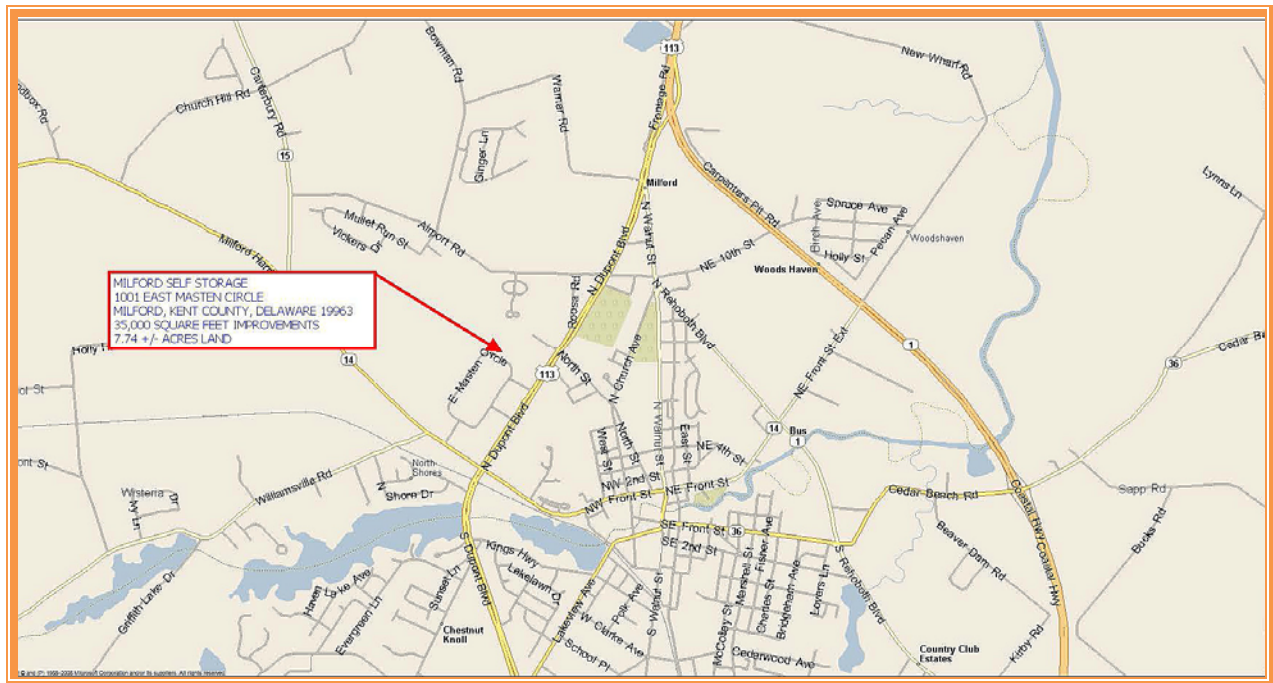 113
New Wharf Rd
Bowman Rd
Canterbury Rd
Church Hill Rd
Warner Rd
Frontage Rd
Ginger Ln
15
Milford
Carpenters Pit Rd
Lynns Ln
Spruce Ave
Birch Ave
Pecan Ave
Woodshaven
Holly St
Mullet Run St
Vickers Dr
Airport Rd
N Walnut St
N Dupont Blvd
NE 10th St
Woods Haven
MILFORD SELF STORAGE
1001 EAST MASTEN CIRCLE
MILFORD, KENT COUNTY, DELAWARE 19963
35,000 SQUARE FEET IMPROVEMENTS
7.74 +/- ACRES LAND
Roosa Rd
N Rehoboth Blvd
1
36
14
E Masten Circle
113
North St
N Church Ave
NE Front St Ext
N Dupont Blvd
N Walnut St
West St
North St
East St
NE 4th St
14
Bus
1
North Shores
N Shore Dr
Williamsville Rd
Wisteria Dr
Ivy Ln
NW 2nd St
NW Front St
NE Front St
Cedar Beach Rd
Sapp Rd
Coastal Hwy
Bucks Rd
SE Front St
36
SE 2nd St
Kings Hwy
Lakelawn Dr
S Dupont Blvd
Sunset Ln
Lake Ave
Evergreen Ln
Griffith Lake Dr
Chestnut Knoll
Lakeview Ave
Polk Ave
W Clarke Ave
School Pl
S Walnut St
McColley St
Marshall St
Charles St
Fisher Ave
Bridgeham Ave
Lovers Ln
Cedarwood Ave
S Rehoboth Blvd
Beaver Dam Rd
Kirby Rd
Country Club Estates